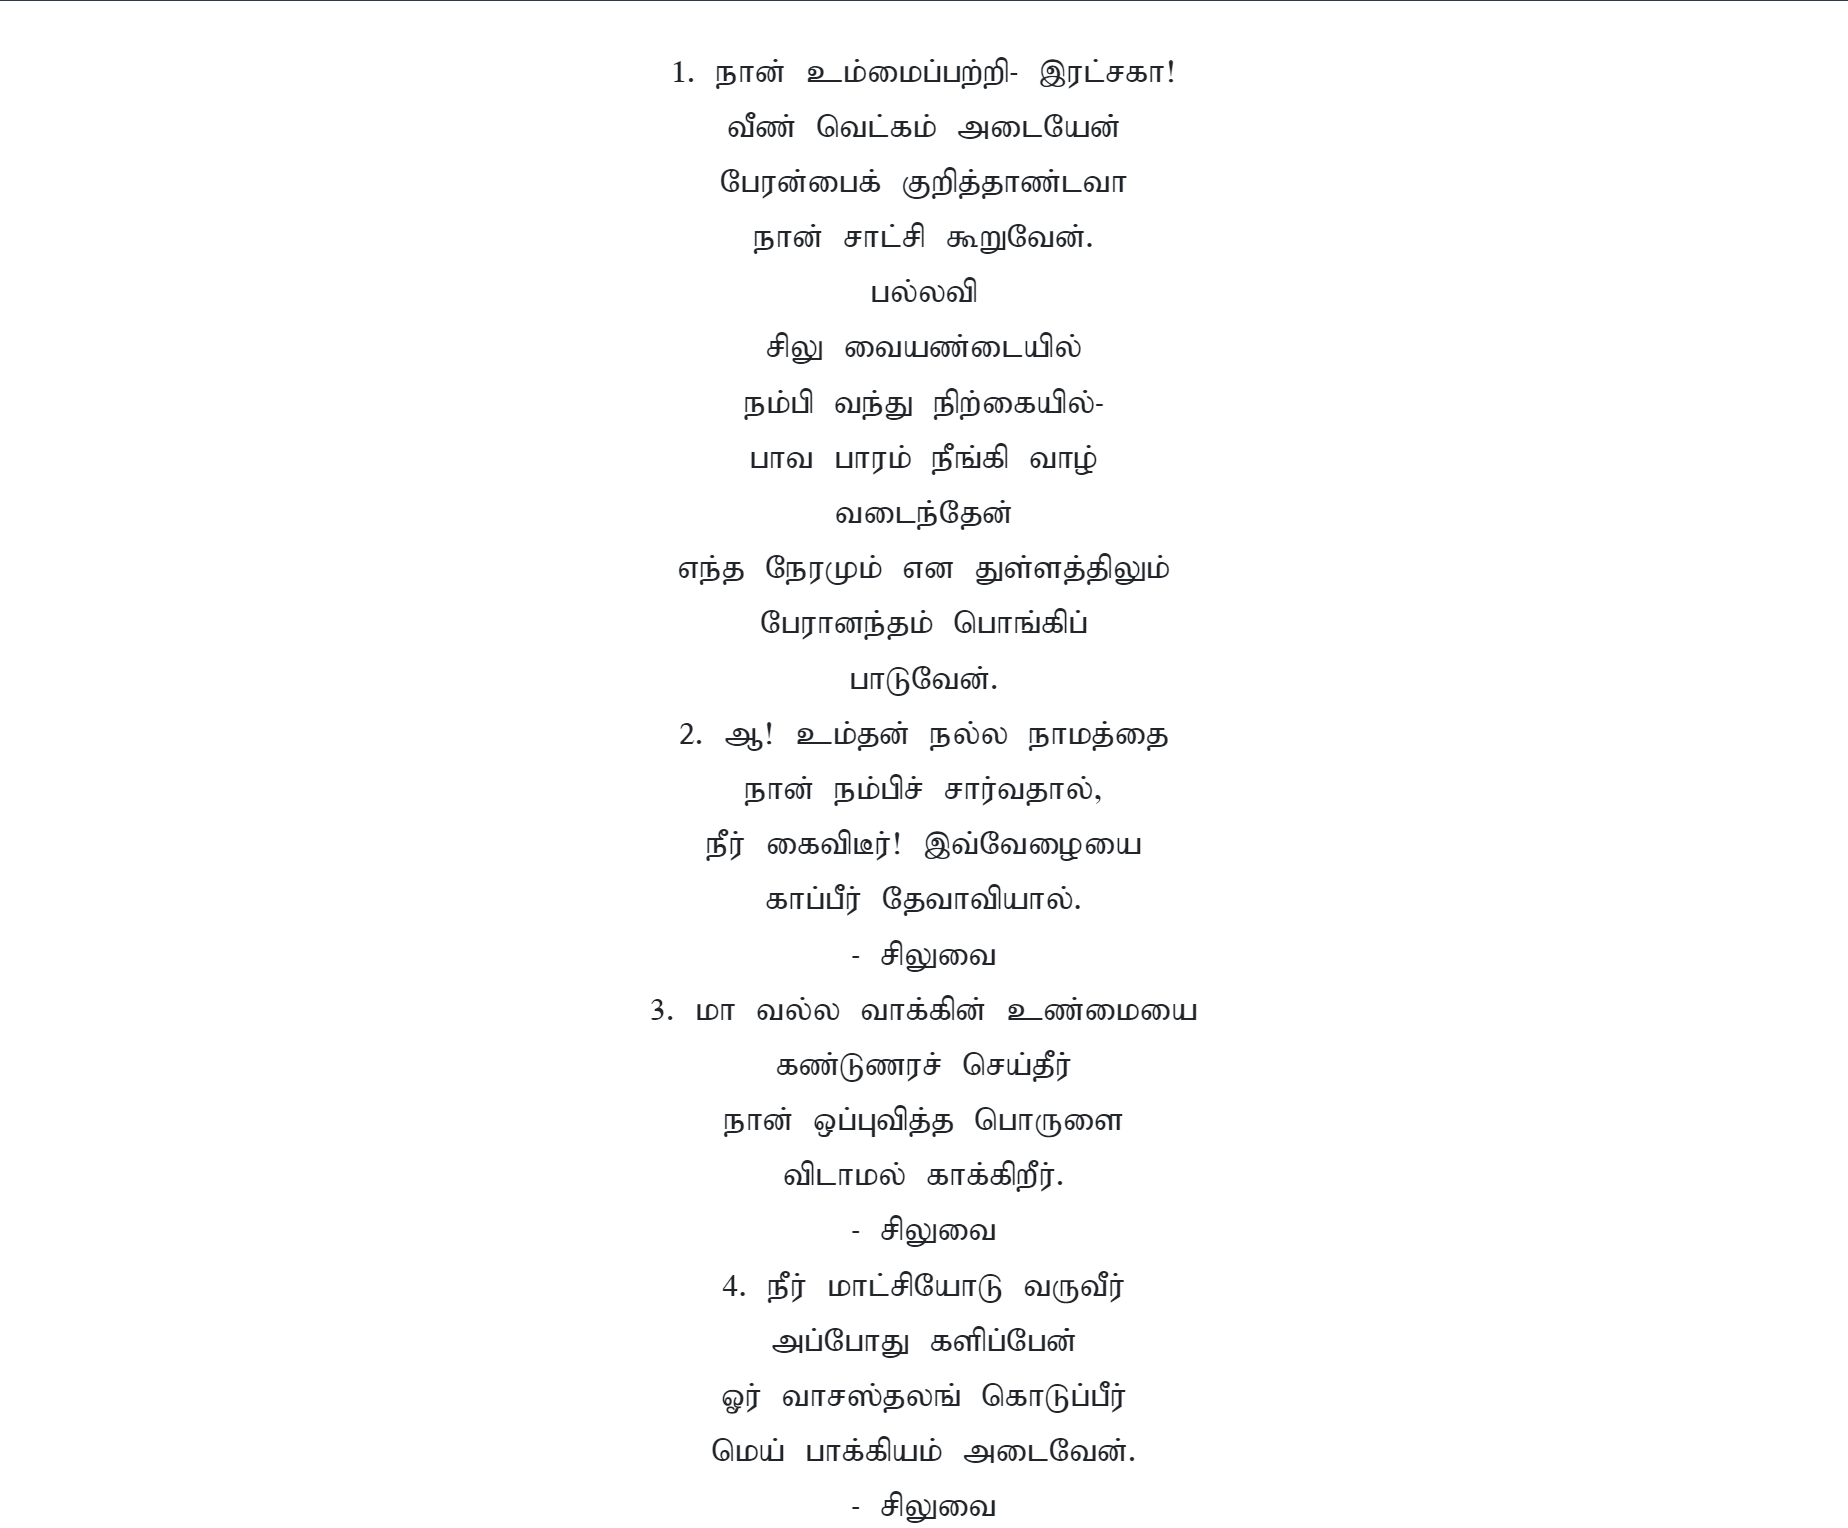 1. நான் உம்மைப்பற்றி- இரட்சகா!
வீண் வெட்கம் அடையேன்
பேரன்பைக் குறித்தாண்டவா
நான் சாட்சி கூறுவேன்.
பல்லவி
சிலு வையண்டையில்
நம்பி வந்து நிற்கையில்-
பாவ பாரம் நீங்கி வாழ்
வடைந்தேன்
எந்த நேரமும் என துள்ளத்திலும்
பேரானந்தம் பொங்கிப்
பாடுவேன்.
2. ஆ! உம்தன் நல்ல நாமத்தை
நான் நம்பிச் சார்வதால்,
நீர் கைவிடீர்! இவ்வேழையை
காப்பீர் தேவாவியால்.
- சிலுவை
3. மா வல்ல வாக்கின் உண்மையை
கண்டுணரச் செய்தீர்
நான் ஒப்புவித்த பொருளை
விடாமல் காக்கிறீர்.
- சிலுவை
4. நீர் மாட்சியோடு வருவீர்
அப்போது களிப்பேன்
ஓர் வாசஸ்தலங் கொடுப்பீர்
மெய் பாக்கியம் அடைவேன்.
- சிலுவை